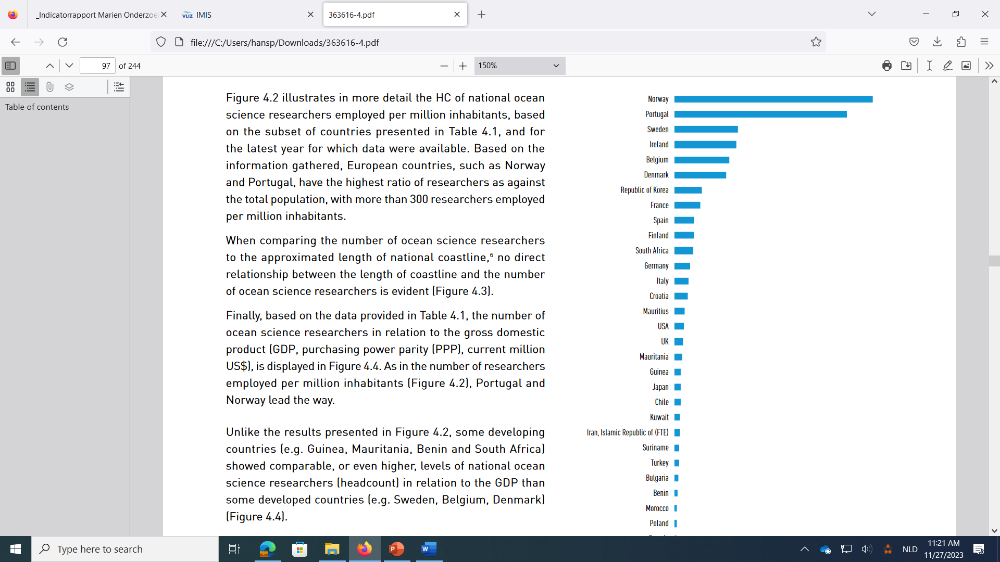 _Indicatorrapport Marien Onderzoe
VLIZ IMIS
363616-4.pdf
file:///C:/Users/hansp/Downloads/363616-4.pdf
97 of 244
150%
Table of contents
Figure 4.2 illustrates in more detail the HC of national ocean
science researchers employed per million inhabitants, based
on the subset of countries presented in Table 4.1, and for
the latest year for which data were available. Based on the
information gathered, European countries, such as Norway
and Portugal, have the highest ratio of researchers as against
the total population, with more than 300 researchers employed
per million inhabitants.
When comparing the number of ocean science researchers
to the approximated length of national coastline,⁶ no direct
relationship between the length of coastline and the number
of ocean science researchers is evident (Figure 4.3).
Finally, based on the data provided in Table 4.1, the number of
ocean science researchers in relation to the gross domestic
product (GDP, purchasing power parity (PPP), current million
US$), is displayed in Figure 4.4. As in the number of researchers
employed per million inhabitants (Figure 4.2), Portugal and
Norway lead the way.
Unlike the results presented in Figure 4.2, some developing
countries (e.g. Guinea, Mauritania, Benin and South Africa)
showed comparable, or even higher, levels of national ocean
science researchers (headcount) in relation to the GDP than
some developed countries (e.g. Sweden, Belgium, Denmark)
(Figure 4.4).
Norway
Portugal
Sweden
Ireland
Belgium
Denmark
Republic of Korea
France
Spain
Finland
South Africa
Germany
Italy
Croatia
Mauritius
USA
UK
Mauritania
Guinea
Japan
Chile
Kuwait
Iran, Islamic Republic of (FTE)
Suriname
Turkey
Bulgaria
Benin
Morocco
Poland
Type here to search
NLD
11:21 AM
11/27/2023